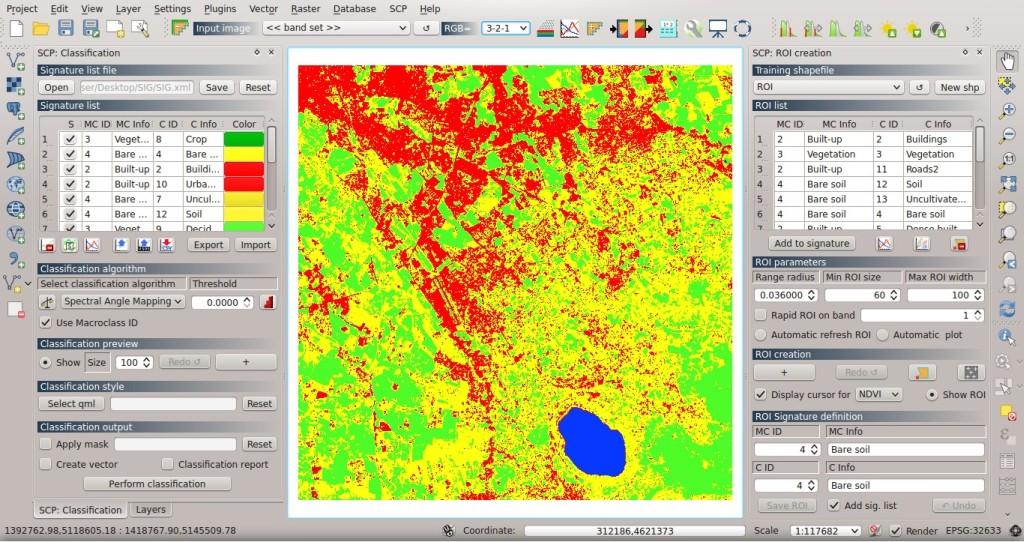 Project Edit View Layer Settings Plugins Vector Raster Database SCP Help
Input image << band set >> RGB= 3-2-1
SCP: Classification
Signature list file
Open ser/Desktop/SIG/SIG.xml Save Reset
Signature list
S MC ID MC Info C ID C Info Color
1 3 Veget... 8 Crop
2 4 Bare ... 4 Bare ...
3 2 Built-up 2 Buildi...
4 2 Built-up 10 Urba...
5 4 Bare ... 7 Uncul...
6 4 Bare ... 12 Soil
7 3 Veget... 9 Decid...
Export Import
Classification algorithm
Select classification algorithm Threshold
Spectral Angle Mapping 0.0000
Use Macroclass ID
Classification preview
Show Size 100 Redo ↺ +
Classification style
Select qml Reset
Classification output
Apply mask Reset
Create vector Classification report
Perform classification
SCP: Classification Layers
SCP: ROI creation
Training shapefile
ROI New shp
ROI list
MC ID MC Info C ID C Info
1 2 Built-up 2 Buildings
2 3 Vegetation 3 Vegetation
3 2 Built-up 11 Roads2
4 4 Bare soil 12 Soil
5 4 Bare soil 13 Uncultivate...
6 4 Bare soil 4 Bare soil
7 2 Built-up 5 Dense built...
Add to signature
ROI parameters
Range radius Min ROI size Max ROI width
0.036000 60 100
Rapid ROI on band 1
Automatic refresh ROI Automatic plot
ROI creation
+ Redo ↺
Display cursor for NDVI Show ROI
ROI Signature definition
MC ID MC Info
4 Bare soil
C ID C Info
4 Bare soil
Save ROI Add sig. list Undo
1392762.98,5118605.18 : 1418767.90,5145509.78 Coordinate: 312186,4621373 Scale 1:117682 Render EPSG:32633